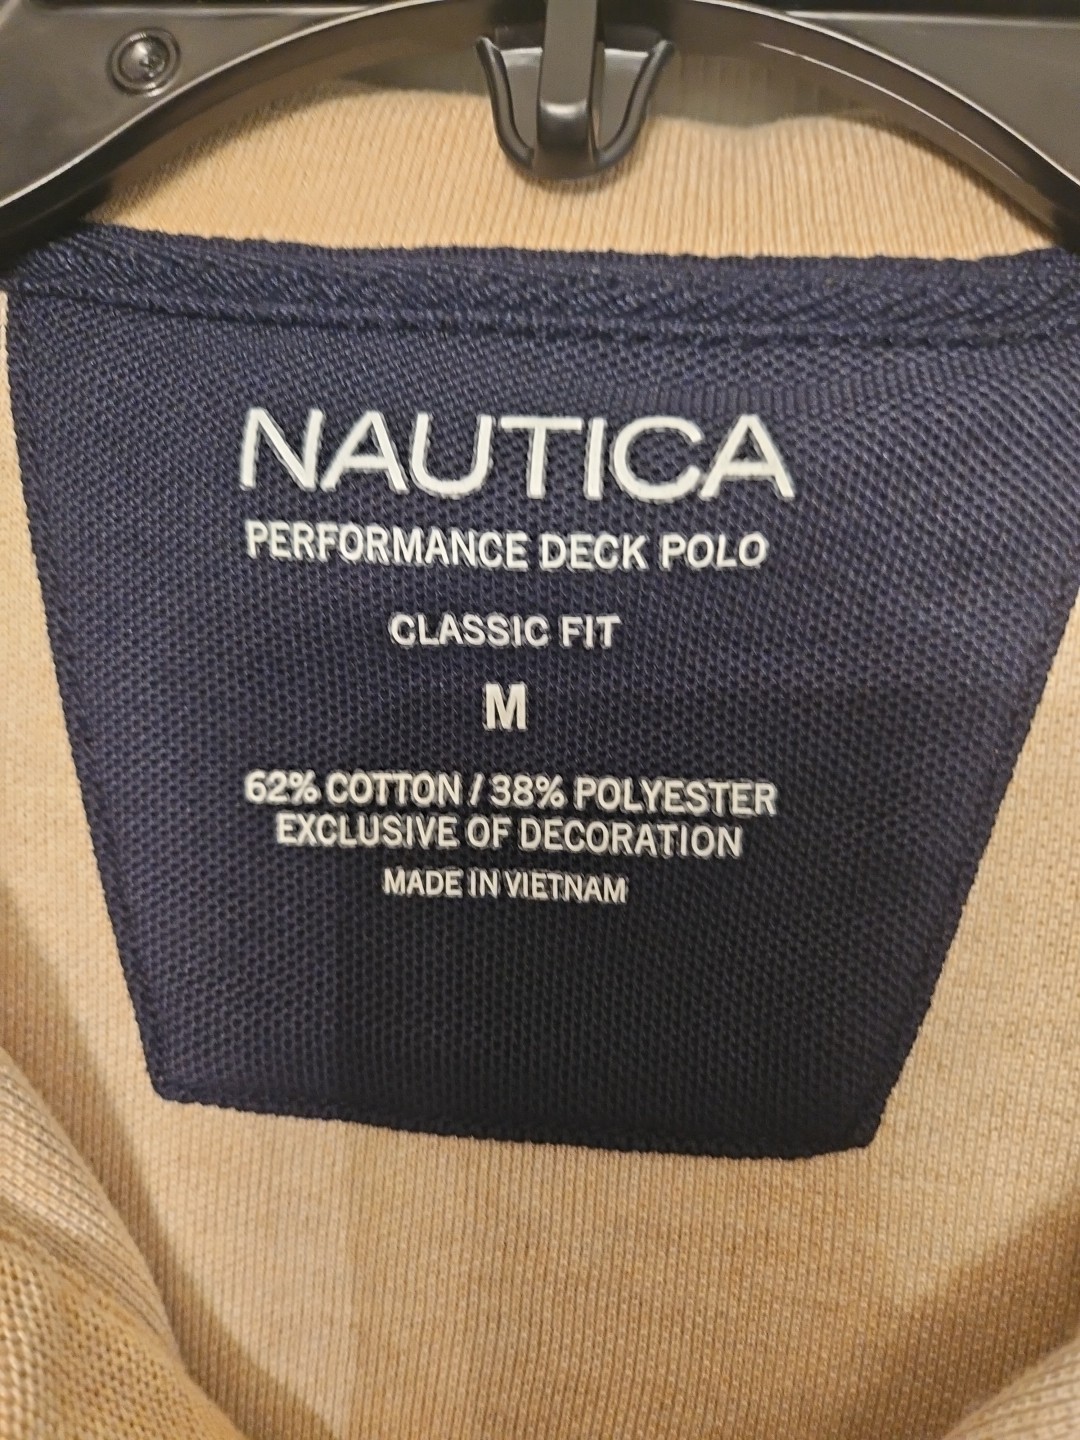 NAUTICA
PERFORMANCE DECK POLO
CLASSIC FIT
M
62% COTTON / 38% POLYESTER
EXCLUSIVE OF DECORATION
MADE IN VIETNAM